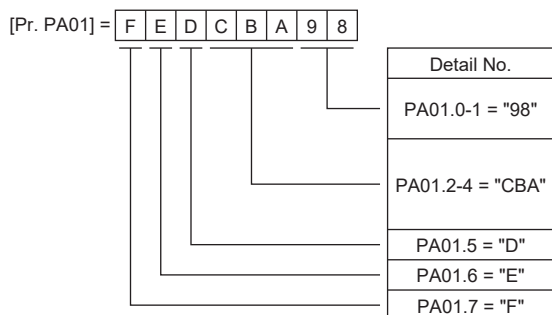 [Pr. PA01] = F E D C B A 9 8
Detail No.
PA01.0-1 = "98"
PA01.2-4 = "CBA"
PA01.5 = "D"
PA01.6 = "E"
PA01.7 = "F"